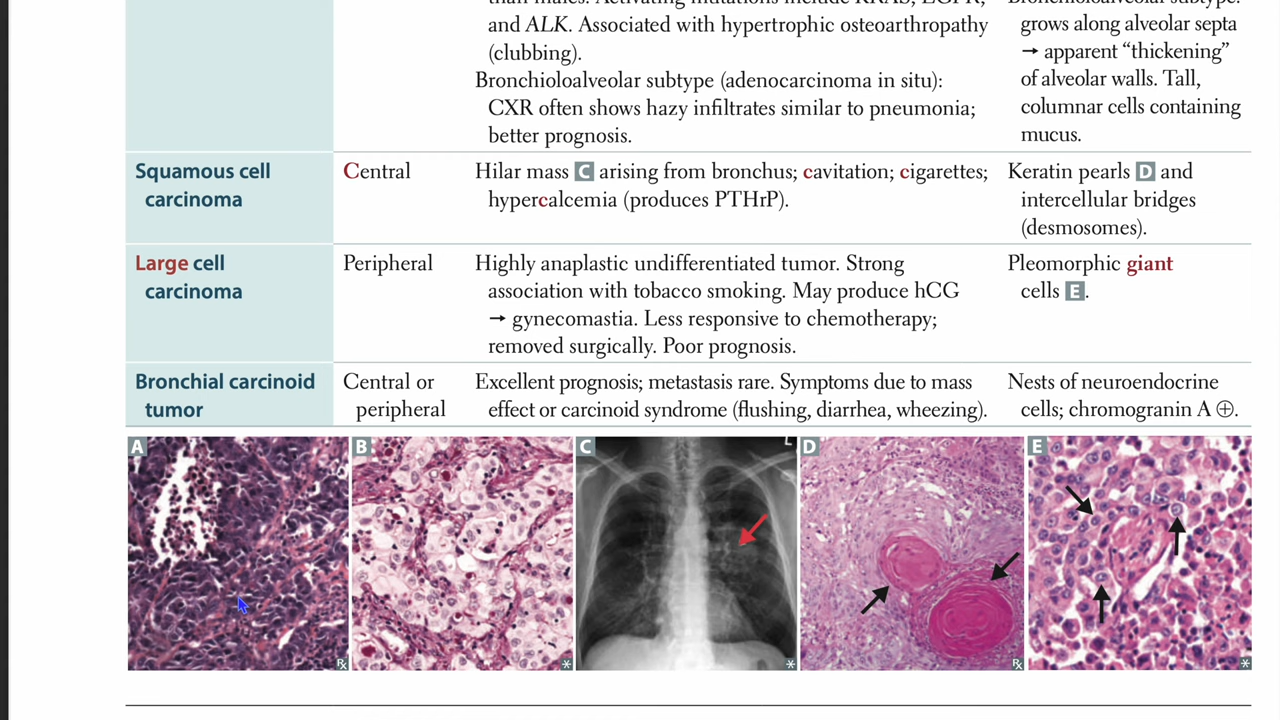 than males. Activating mutations include KRAS, EGFR,
and ALK. Associated with hypertrophic osteoarthropathy
(clubbing).
Bronchioloalveolar subtype (adenocarcinoma in situ):
CXR often shows hazy infiltrates similar to pneumonia;
better prognosis.
Bronchioloalveolar subtype:
grows along alveolar septa
→ apparent “thickening”
of alveolar walls. Tall,
columnar cells containing
mucus.
Squamous cell
carcinoma
Central
Hilar mass C arising from bronchus; cavitation; cigarettes;
hypercalcemia (produces PTHrP).
Keratin pearls D and
intercellular bridges
(desmosomes).
Large cell
carcinoma
Peripheral
Highly anaplastic undifferentiated tumor. Strong
association with tobacco smoking. May produce hCG
→ gynecomastia. Less responsive to chemotherapy;
removed surgically. Poor prognosis.
Pleomorphic giant
cells E.
Bronchial carcinoid
tumor
Central or
peripheral
Excellent prognosis; metastasis rare. Symptoms due to mass
effect or carcinoid syndrome (flushing, diarrhea, wheezing).
Nests of neuroendocrine
cells; chromogranin A ⊕.
A
B
C
L
D
E
℞
*
*
℞
*